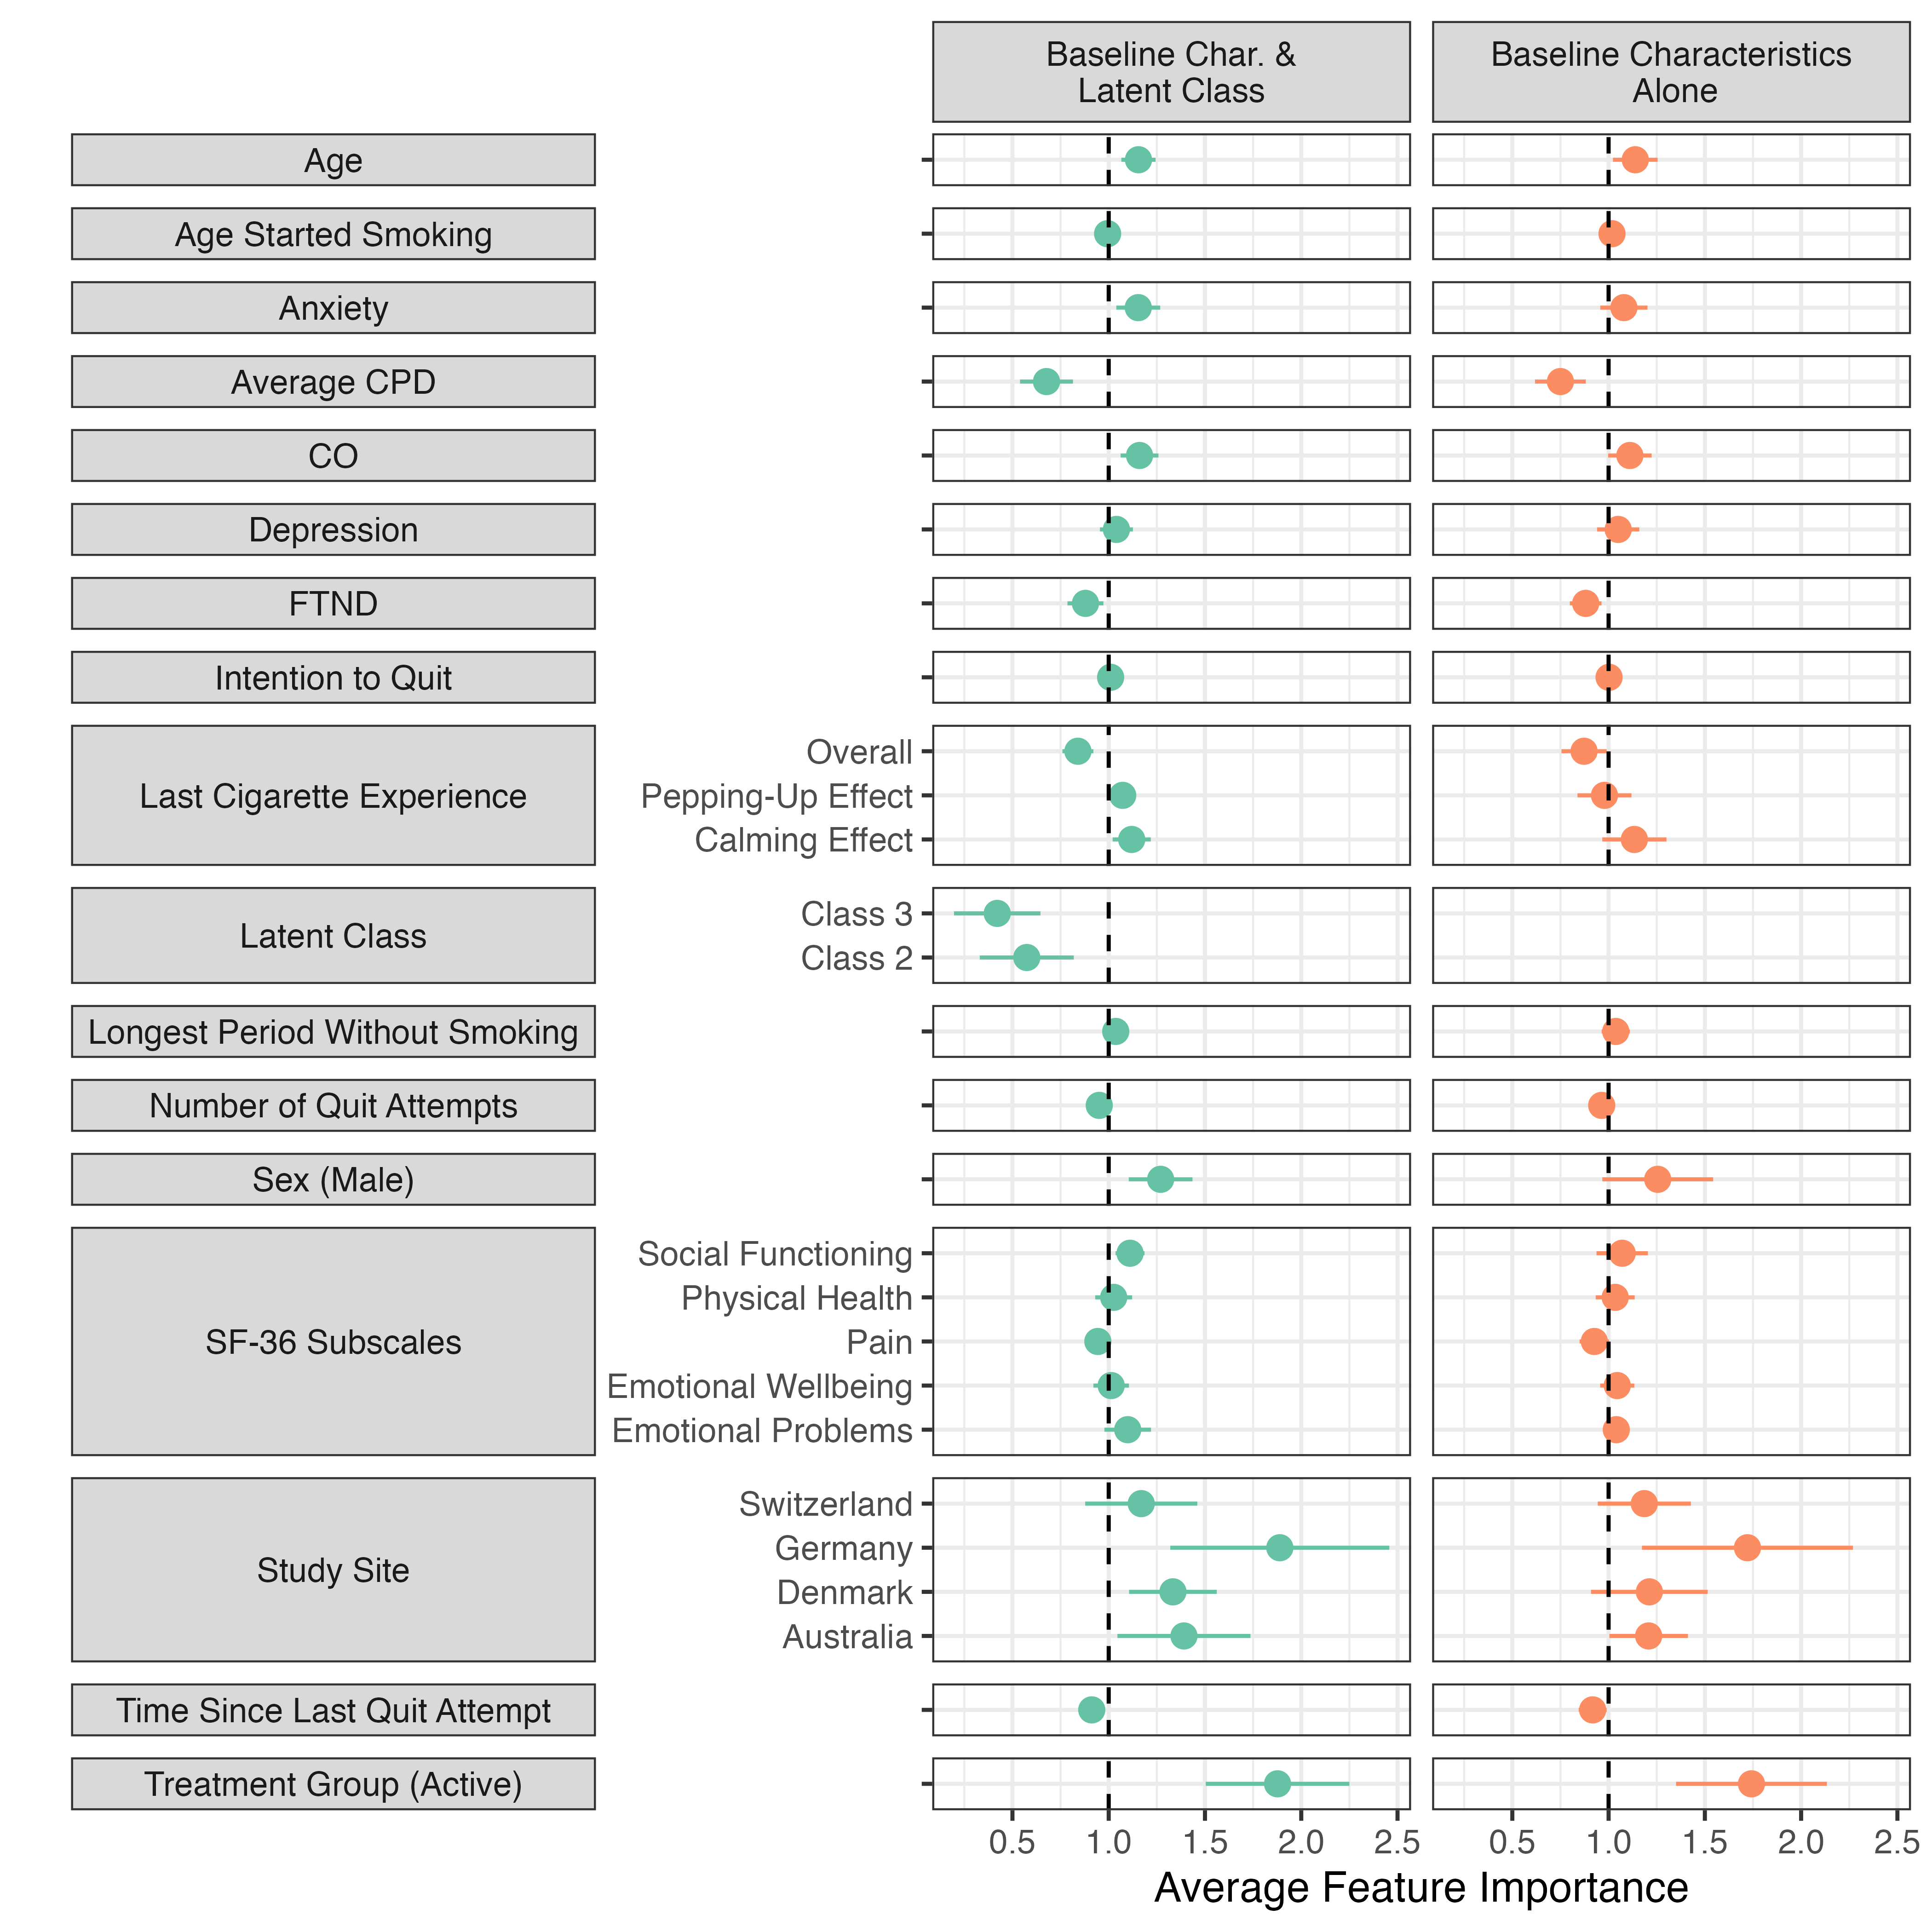 Baseline Char. &
Latent Class
Baseline Characteristics
Alone
Age
Age Started Smoking
Anxiety
Average CPD
CO
Depression
FTND
Intention to Quit
Last Cigarette Experience
Overall
Pepping-Up Effect
Calming Effect
Latent Class
Class 3
Class 2
Longest Period Without Smoking
Number of Quit Attempts
Sex (Male)
SF-36 Subscales
Social Functioning
Physical Health
Pain
Emotional Wellbeing
Emotional Problems
Study Site
Switzerland
Germany
Denmark
Australia
Time Since Last Quit Attempt
Treatment Group (Active)
0.5 1.0 1.5 2.0 2.5 0.5 1.0 1.5 2.0 2.5
Average Feature Importance